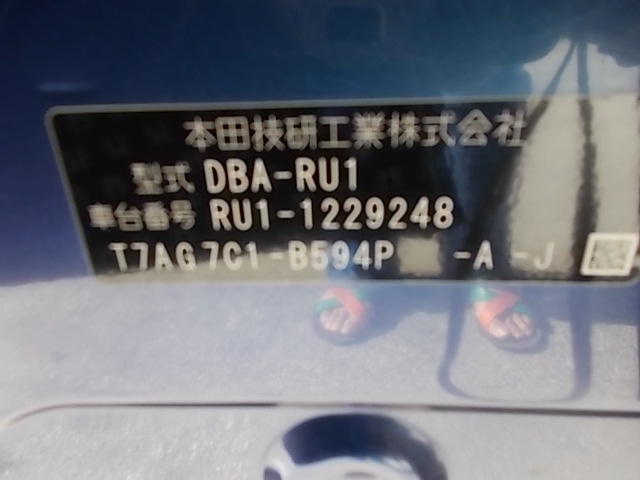 本田技研工業株式会社
型式 DBA-RU1
車台番号 RU1-1229248
T7AG7C1-B594P -A -J